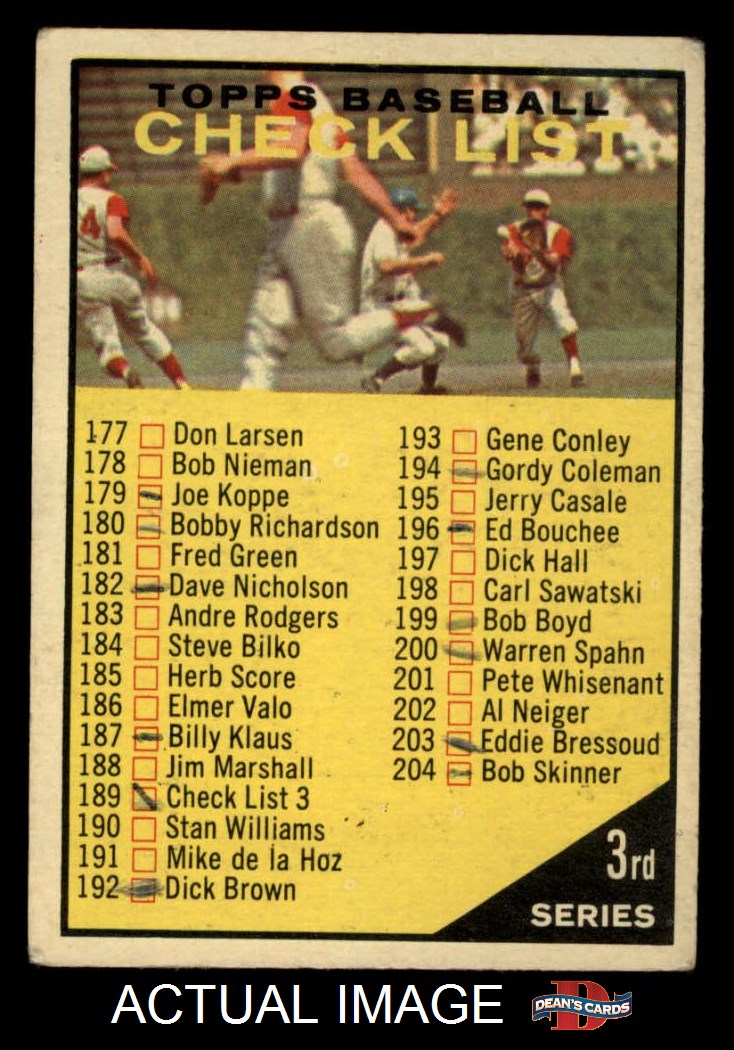 TOPPS BASEBALL
CHECK LIST
4
177 Don Larsen
178 Bob Nieman
179 Joe Koppe
180 Bobby Richardson
181 Fred Green
182 Dave Nicholson
183 Andre Rodgers
184 Steve Bilko
185 Herb Score
186 Elmer Valo
187 Billy Klaus
188 Jim Marshall
189 Check List 3
190 Stan Williams
191 Mike de la Hoz
192 Dick Brown
193 Gene Conley
194 Gordy Coleman
195 Jerry Casale
196 Ed Bouchee
197 Dick Hall
198 Carl Sawatski
199 Bob Boyd
200 Warren Spahn
201 Pete Whisenant
202 Al Neiger
203 Eddie Bressoud
204 Bob Skinner
3rd
SERIES
ACTUAL IMAGE
D
DEAN'S CARDS